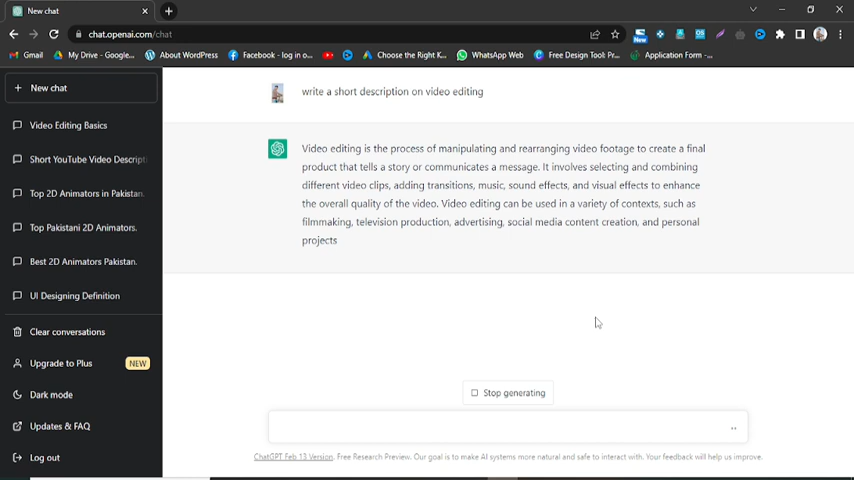 New chat
chat.openai.com/chat
Gmail
My Drive - Google...
About WordPress
Facebook - log in o...
Choose the Right K...
WhatsApp Web
Free Design Tool: Pr...
Application Form -...
New
New chat
Video Editing Basics
Short YouTube Video Descripti
Top 2D Animators in Pakistan.
Top Pakistani 2D Animators.
Best 2D Animators Pakistan.
UI Designing Definition
Clear conversations
Upgrade to Plus NEW
Dark mode
Updates & FAQ
Log out
write a short description on video editing
Video editing is the process of manipulating and rearranging video footage to create a final
product that tells a story or communicates a message. It involves selecting and combining
different video clips, adding transitions, music, sound effects, and visual effects to enhance
the overall quality of the video. Video editing can be used in a variety of contexts, such as
filmmaking, television production, advertising, social media content creation, and personal
projects
Stop generating
ChatGPT Feb 13 Version. Free Research Preview. Our goal is to make AI systems more natural and safe to interact with. Your feedback will help us improve.